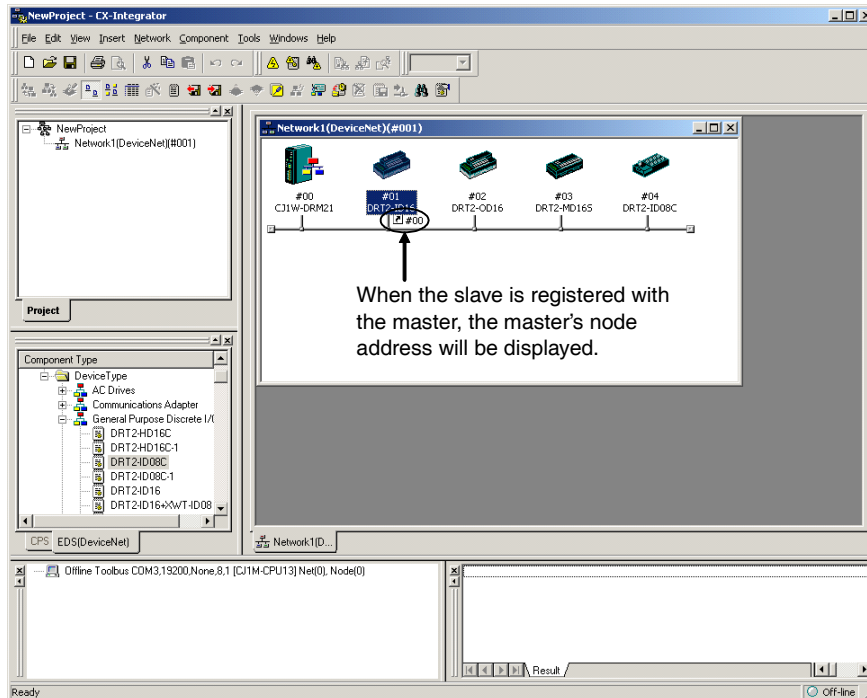 NewProject - CX-Integrator
File Edit View Insert Network Component Tools Windows Help
NewProject
Network1(DeviceNet)(#001)
Project
Network1(DeviceNet)(#001)
#00
CJ1W-DRM21
#01
DRT2-ID16
#00
#02
DRT2-OD16
#03
DRT2-MD16S
#04
DRT2-ID08C
When the slave is registered with
the master, the master's node
address will be displayed.
Component Type
DeviceType
AC Drives
Communications Adapter
General Purpose Discrete I/(
DRT2-HD16C
DRT2-HD16C-1
DRT2-ID08C
DRT2-ID08C-1
DRT2-ID16
DRT2-ID16+XWT-ID08
CPS EDS(DeviceNet)
Network1(D...
Offline Toolbus COM3,19200,None,8,1 [CJ1M-CPU13] Net(0), Node(0)
Result
Ready
Off-line